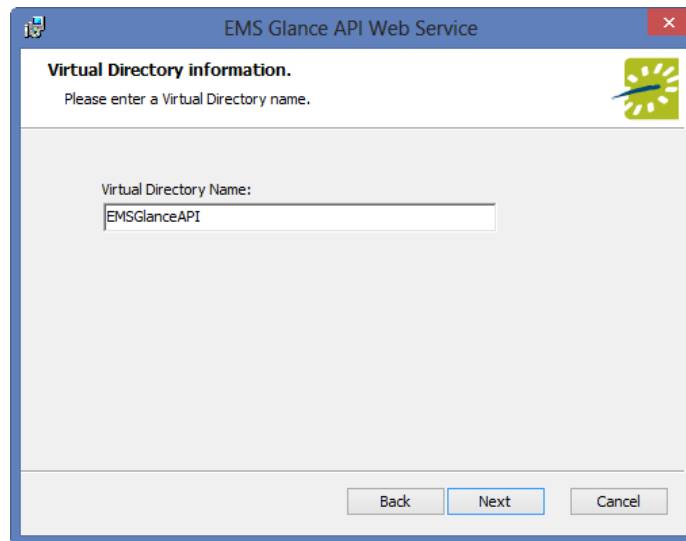 EMS Glance API Web Service
Virtual Directory information.
Please enter a Virtual Directory name.
Virtual Directory Name:
EMSGlanceAPI
Back Next Cancel